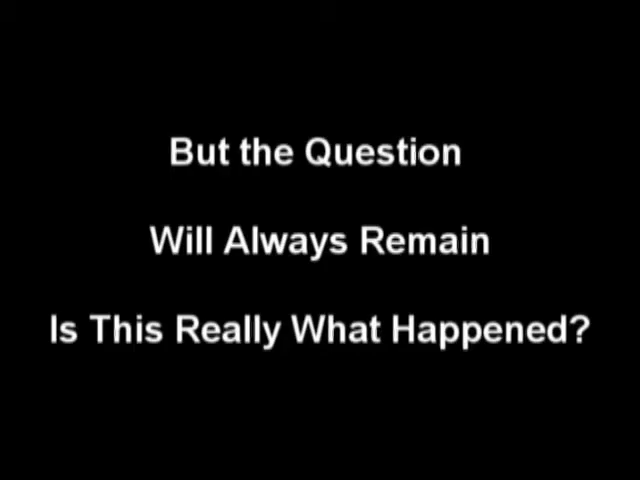 But the Question
Will Always Remain
Is This Really What Happened?